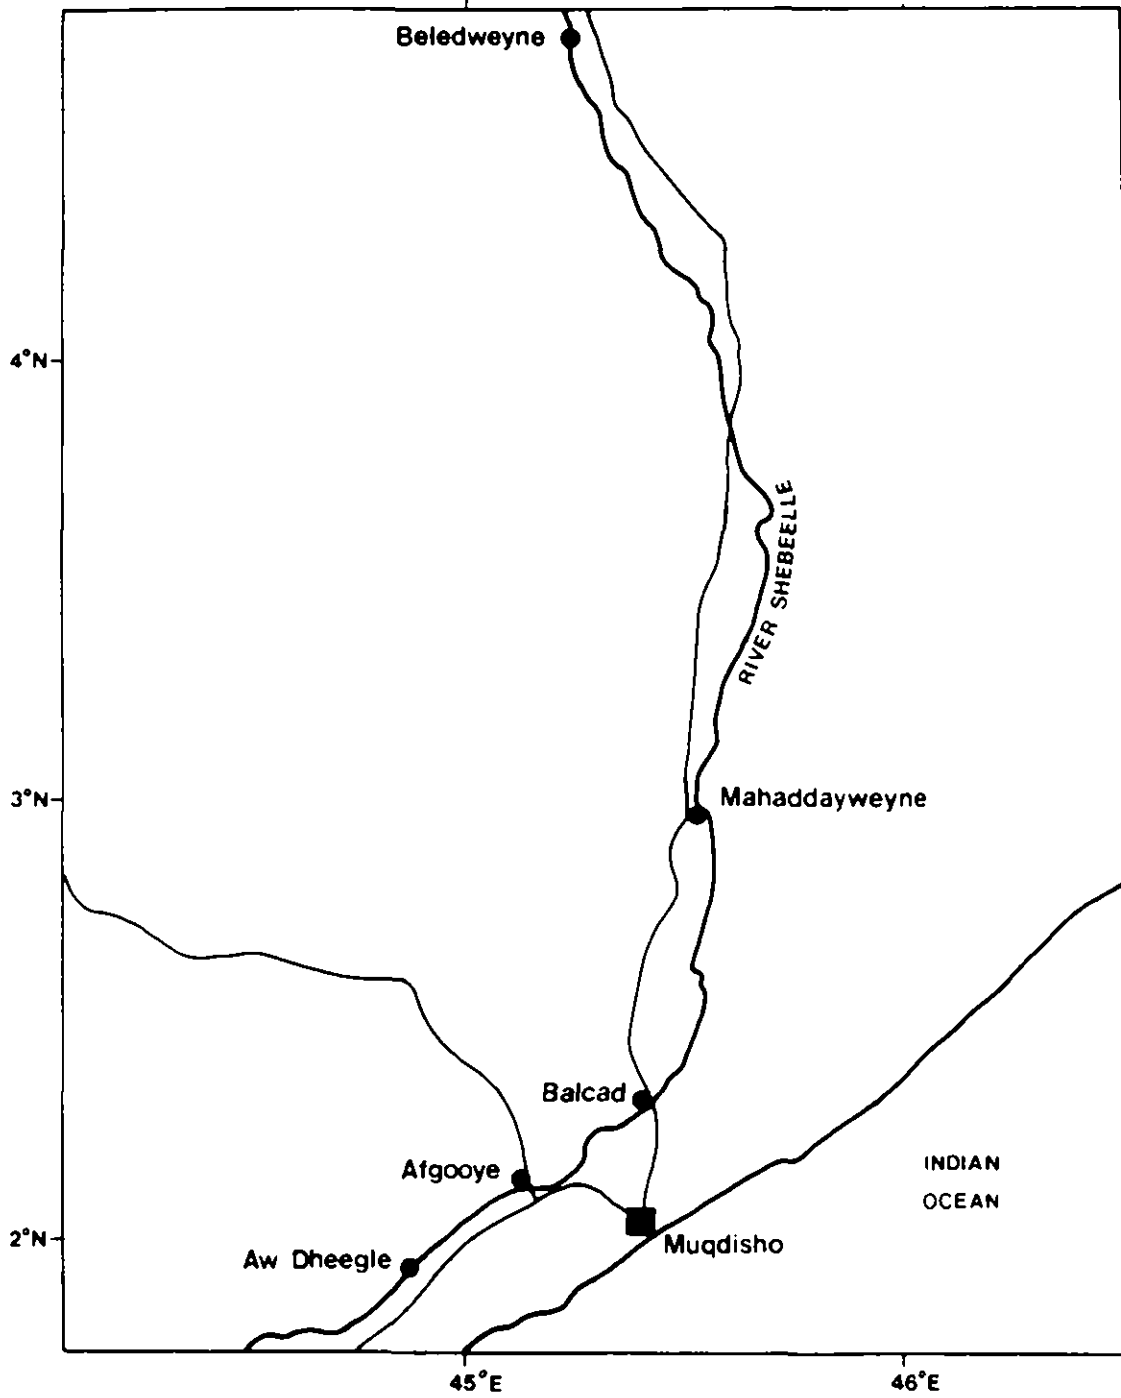 Beledweyne
4°N
RIVER SHEBEELLE
3°N
Mahaddayweyne
Balcad
Afgooye
INDIAN
OCEAN
2°N
Aw Dheegle
Muqdisho
45°E
46°E